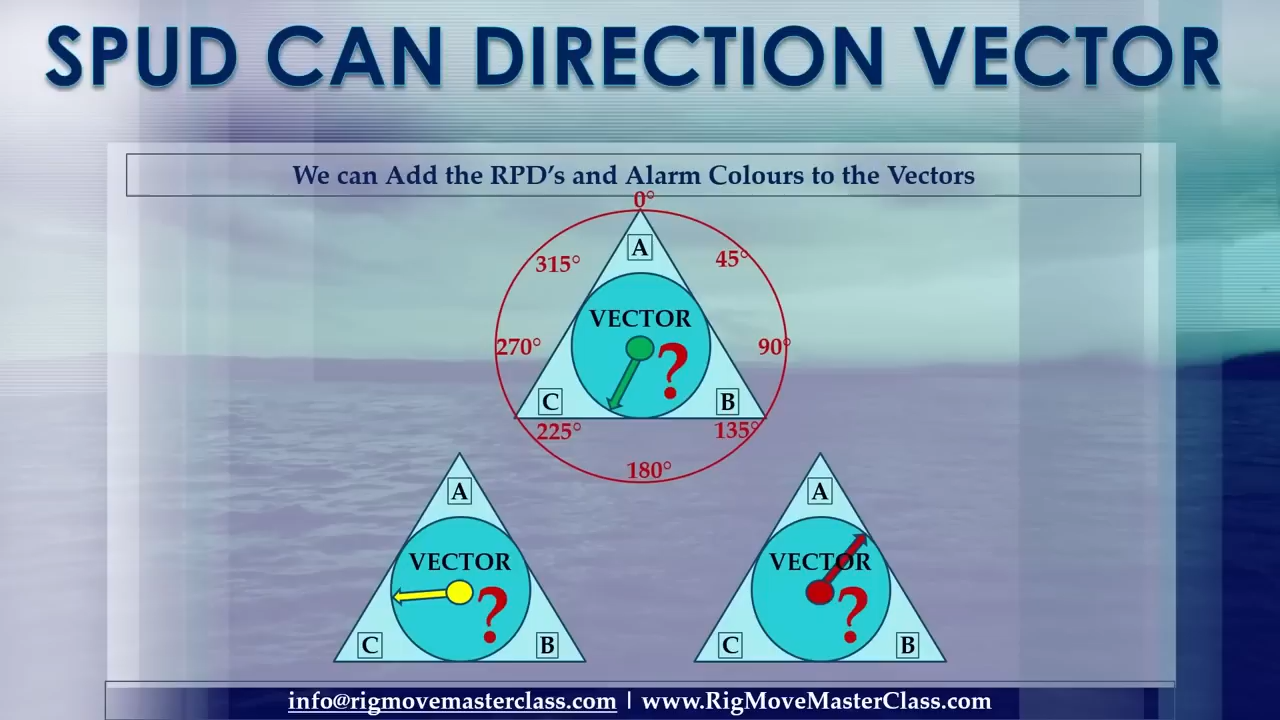 SPUD CAN DIRECTION VECTOR
We can Add the RPD's and Alarm Colours to the Vectors
0°
A
315°
45°
VECTOR
270°
?
90°
C
B
225°
135°
180°
A
A
VECTOR
VECTOR
?
?
C
B
C
B
info@rigmovemasterclass.com | www.RigMoveMasterClass.com